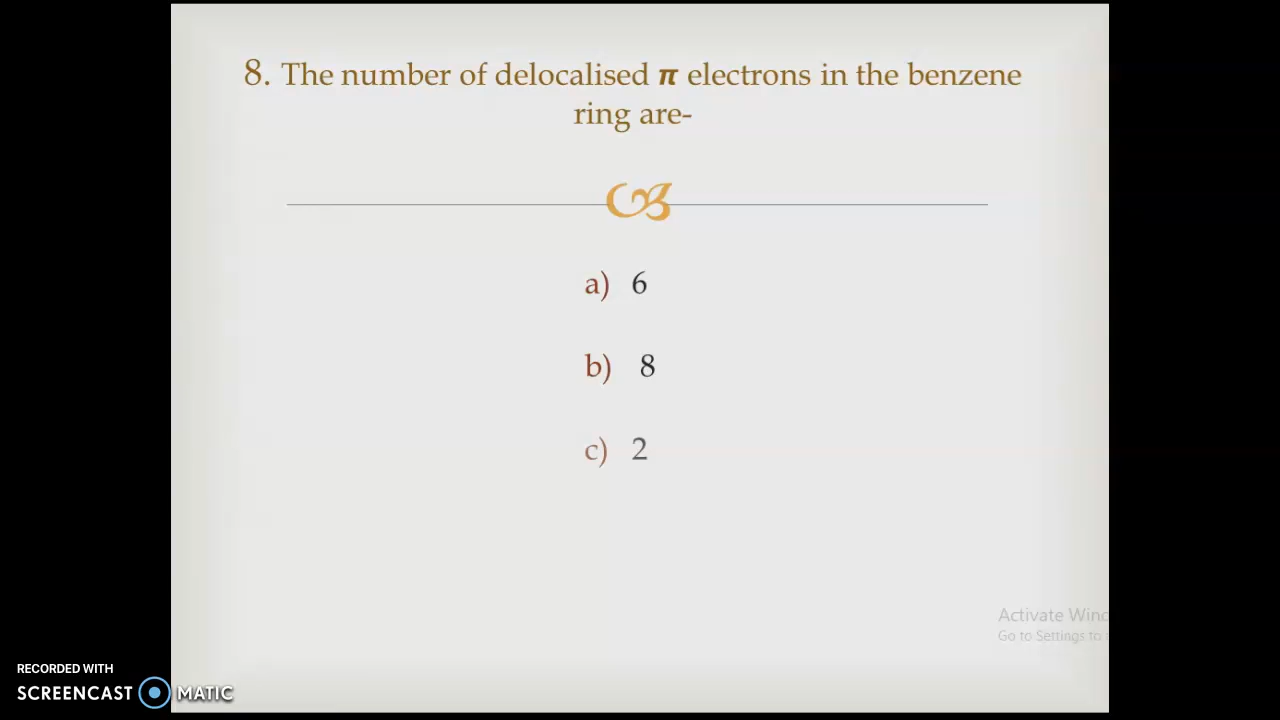 8. The number of delocalised π electrons in the benzene
ring are-
a) 6
b) 8
c) 2
Activate Wind
Go to Settings to
RECORDED WITH
SCREENCAST MATIC